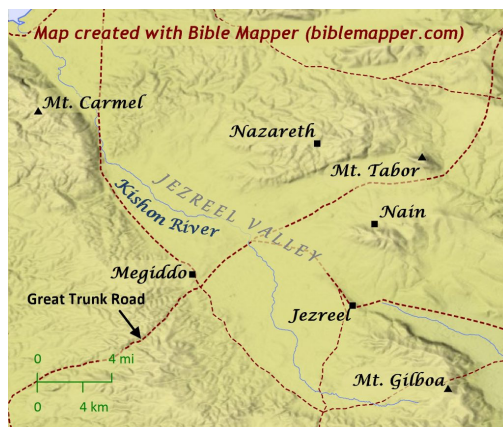 Map created with Bible Mapper (biblemapper.com)
Mt. Carmel
Nazareth
Mt. Tabor
JEZREEL VALLEY
Kishon River
Nain
Megiddo
Great Trunk Road
Jezreel
0 4 mi
0 4 km
Mt. Gilboa